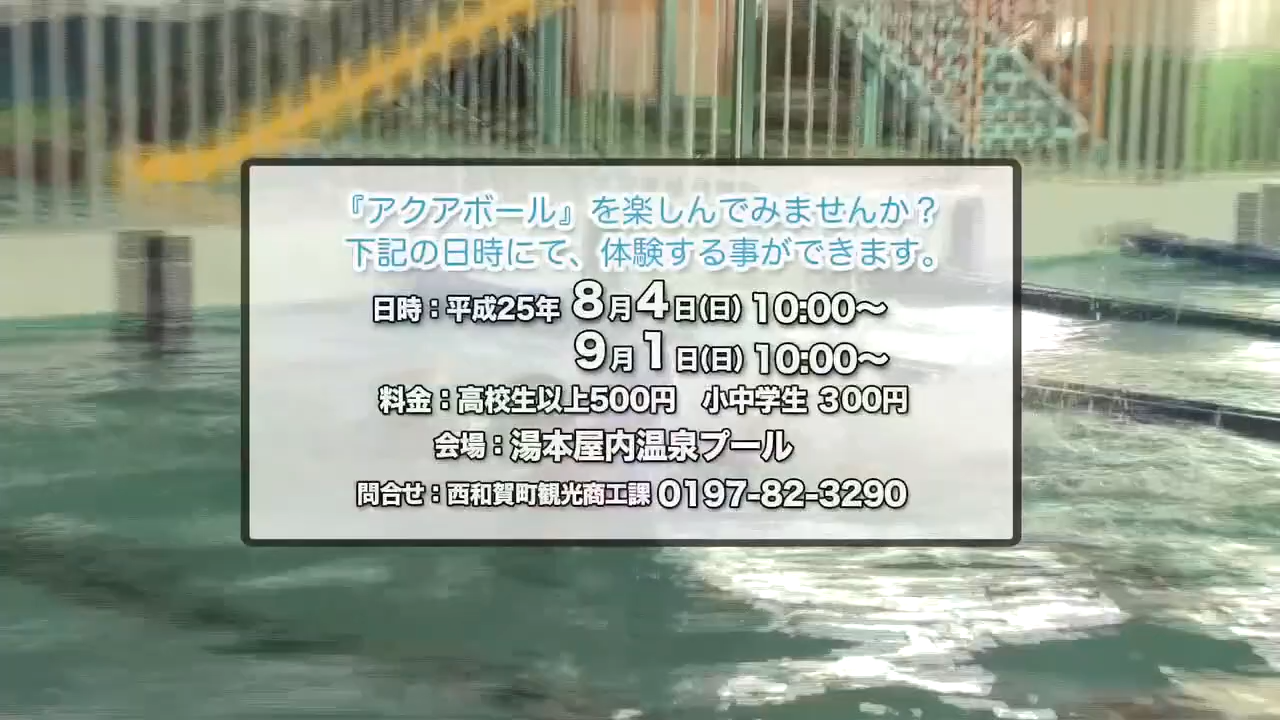 『アクアボール』を楽しんでみませんか？
下記の日時にて、体験する事ができます。
日時：平成25年 8月4日(日) 10:00～
9月1日(日) 10:00～
料金：高校生以上500円　小中学生 300円
会場：湯本屋内温泉プール
問合せ：西和賀町観光商工課 0197-82-3290